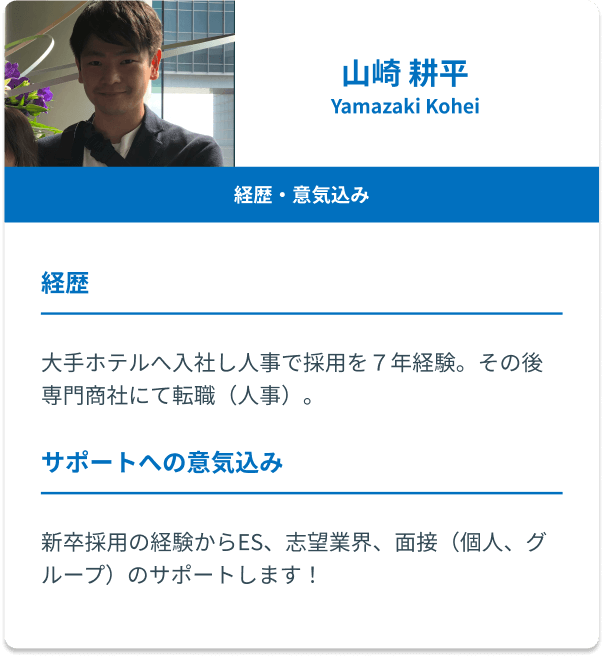 山崎 耕平
Yamazaki Kohei
経歴・意気込み
経歴
大手ホテルへ入社し人事で採用を７年経験。その後
専門商社にて転職（人事）。
サポートへの意気込み
新卒採用の経験からES、志望業界、面接（個人、グ
ループ）のサポートします！